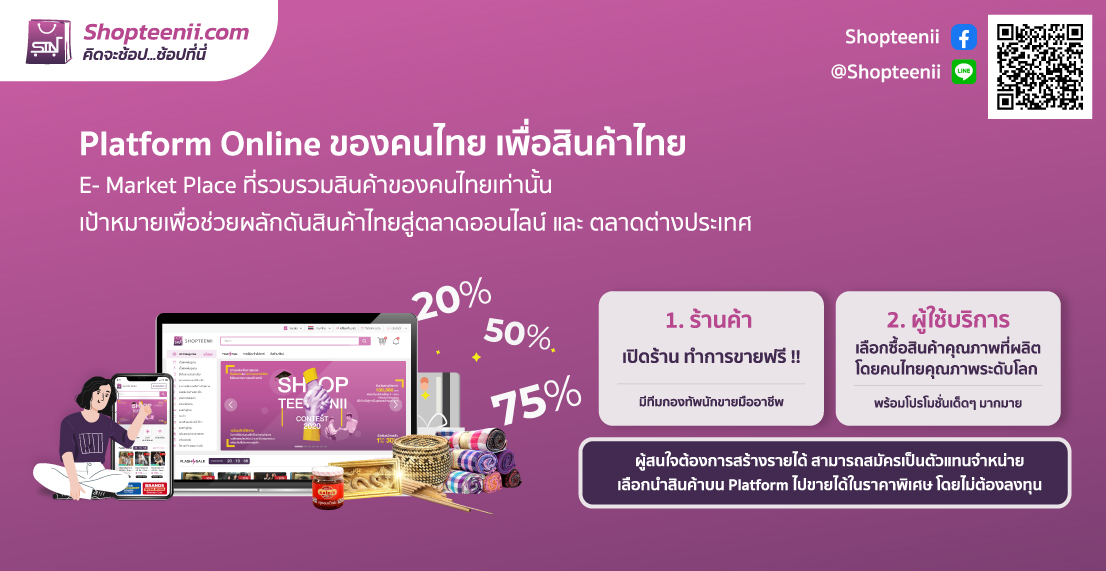 STN
Shopteenii.com
คิดจะช้อป...ช้อปที่นี่
Shopteenii
@Shopteenii
LINE
Platform Online ของคนไทย เพื่อสินค้าไทย
E- Market Place ที่รวบรวมสินค้าของคนไทยเท่านั้น
เป้าหมายเพื่อช่วยผลักดันสินค้าไทยสู่ตลาดออนไลน์ และ ตลาดต่างประเทศ
20%
50%
75%
SHOPTEENII
SHOP
TEENII
CONTEST
2020
FLASH SALE
BRANDS
1. ร้านค้า
เปิดร้าน ทำการขายฟรี !!
มีทีมกองทัพนักขายมืออาชีพ
2. ผู้ใช้บริการ
เลือกซื้อสินค้าคุณภาพที่ผลิต
โดยคนไทยคุณภาพระดับโลก
พร้อมโปรโมชั่นเด็ดๆ มากมาย
ผู้สนใจต้องการสร้างรายได้ สามารถสมัครเป็นตัวแทนจำหน่าย
เลือกนำสินค้าบน Platform ไปขายได้ในราคาพิเศษ โดยไม่ต้องลงทุน